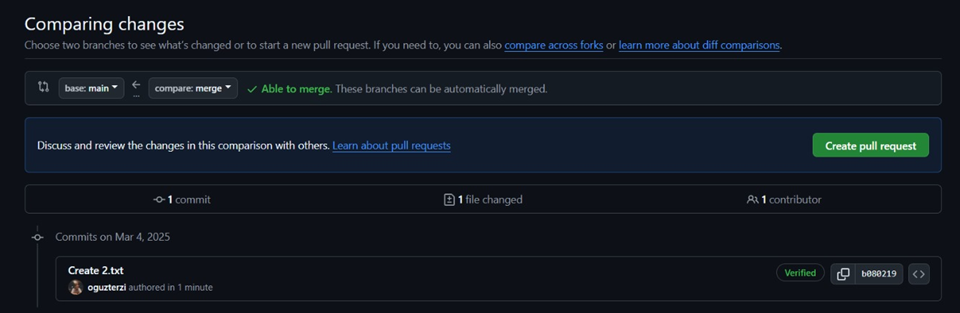 Comparing changes
Choose two branches to see what's changed or to start a new pull request. If you need to, you can also compare across forks or learn more about diff comparisons.
base: main ... compare: merge Able to merge. These branches can be automatically merged.
Discuss and review the changes in this comparison with others. Learn about pull requests Create pull request
1 commit 1 file changed 1 contributor
Commits on Mar 4, 2025
Create 2.txt
oguzterzi authored in 1 minute Verified b080219